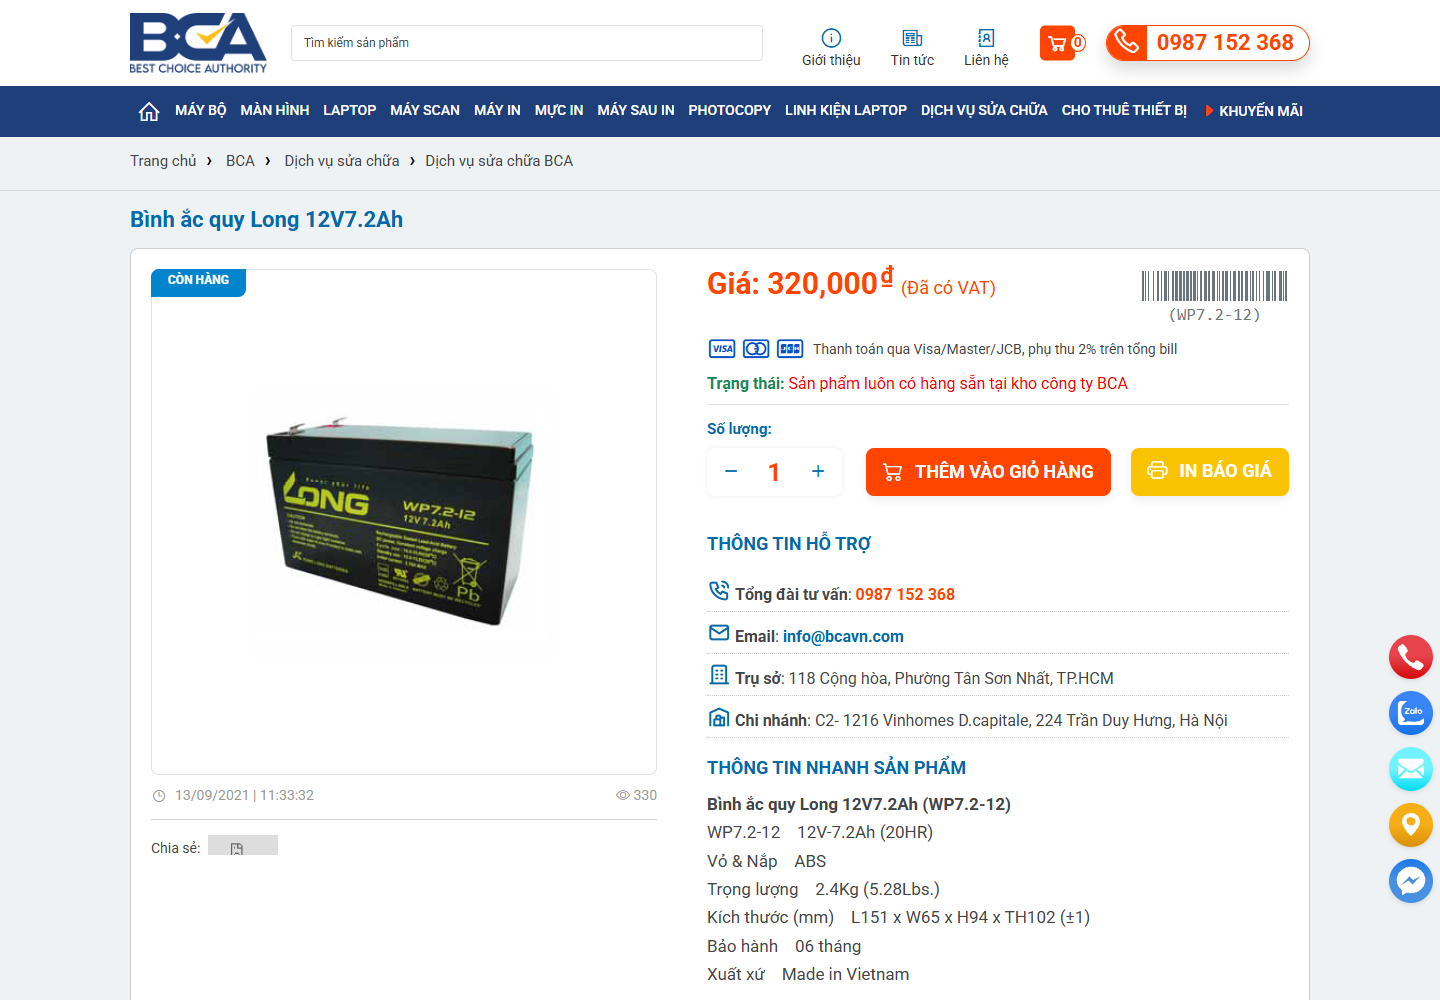 BCA
BEST CHOICE AUTHORITY
Tìm kiếm sản phẩm
Giới thiệu
Tin tức
Liên hệ
0
0987 152 368
MÁY BỘ MÀN HÌNH LAPTOP MÁY SCAN MÁY IN MỰC IN MÁY SAU IN PHOTOCOPY LINH KIỆN LAPTOP DỊCH VỤ SỬA CHỮA CHO THUÊ THIẾT BỊ KHUYẾN MÃI
Trang chủ › BCA › Dịch vụ sửa chữa › Dịch vụ sửa chữa BCA
Bình ắc quy Long 12V7.2Ah
CÒN HÀNG
LONG
WP7.2-12
12V 7.2Ah
Pb
13/09/2021 | 11:33:32
330
Chia sẻ:
Giá: 320,000₫ (Đã có VAT)
(WP7.2-12)
VISA
JCB
Thanh toán qua Visa/Master/JCB, phụ thu 2% trên tổng bill
Trạng thái: Sản phẩm luôn có hàng sẵn tại kho công ty BCA
Số lượng:
− 1 +
THÊM VÀO GIỎ HÀNG
IN BÁO GIÁ
THÔNG TIN HỖ TRỢ
Tổng đài tư vấn: 0987 152 368
Email: info@bcavn.com
Trụ sở: 118 Cộng hòa, Phường Tân Sơn Nhất, TP.HCM
Chi nhánh: C2- 1216 Vinhomes D.capitale, 224 Trần Duy Hưng, Hà Nội
THÔNG TIN NHANH SẢN PHẨM
Bình ắc quy Long 12V7.2Ah (WP7.2-12)
WP7.2-12 12V-7.2Ah (20HR)
Vỏ & Nắp ABS
Trọng lượng 2.4Kg (5.28Lbs.)
Kích thước (mm) L151 x W65 x H94 x TH102 (±1)
Bảo hành 06 tháng
Xuất xứ Made in Vietnam
Zalo